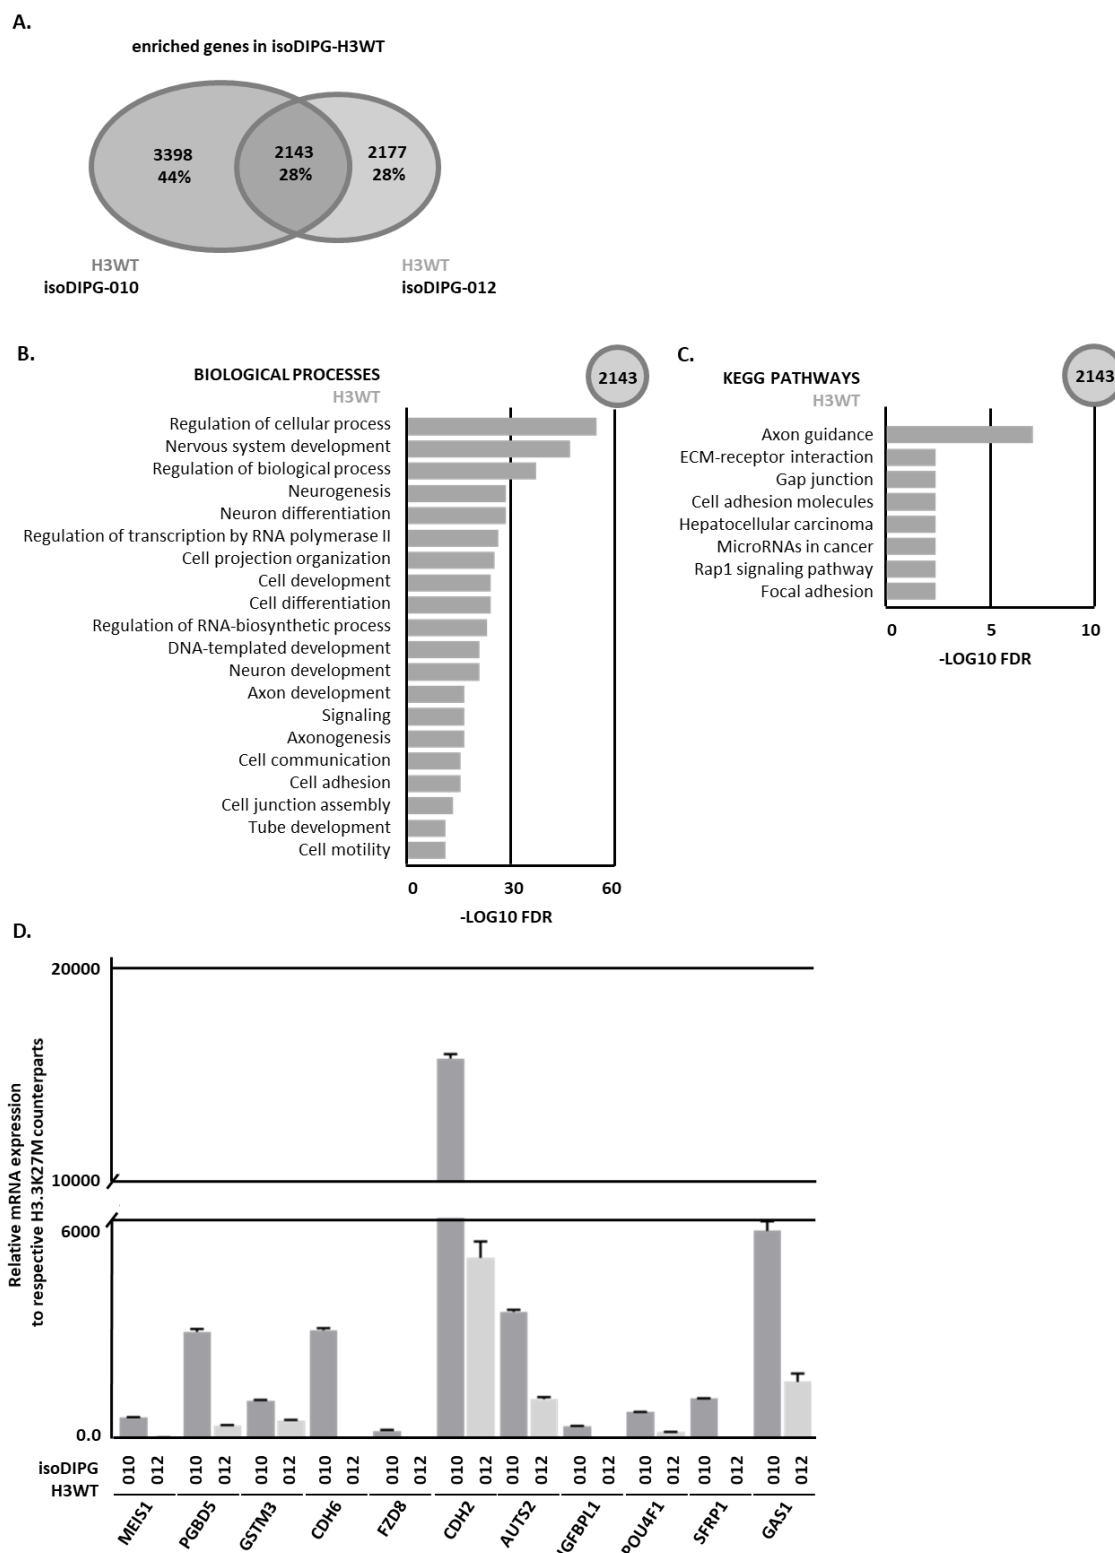 A.
enriched genes in isoDIPG-H3WT
3398
44%
2143
28%
2177
28%
H3WT
isoDIPG-010
H3WT
isoDIPG-012
B.
BIOLOGICAL PROCESSES
H3WT
2143
Regulation of cellular process
Nervous system development
Regulation of biological process
Neurogenesis
Neuron differentiation
Regulation of transcription by RNA polymerase II
Cell projection organization
Cell development
Cell differentiation
Regulation of RNA-biosynthetic process
DNA-templated development
Neuron development
Axon development
Signaling
Axonogenesis
Cell communication
Cell adhesion
Cell junction assembly
Tube development
Cell motility
0 30 60
-LOG10 FDR
C.
KEGG PATHWAYS
H3WT
2143
Axon guidance
ECM-receptor interaction
Gap junction
Cell adhesion molecules
Hepatocellular carcinoma
MicroRNAs in cancer
Rap1 signaling pathway
Focal adhesion
0 5 10
-LOG10 FDR
D.
Relative mRNA expression
to respective H3.3K27M counterparts
20000
10000
6000
0.0
isoDIPG
H3WT
010 012 010 012 010 012 010 012 010 012 010 012 010 012 010 012 010 012 010 012 010 012
MEIS1 PGBD5 GSTM3 CDH6 FZD8 CDH2 AUTS2 IGFBPL1 POU4F1 SFRP1 GAS1